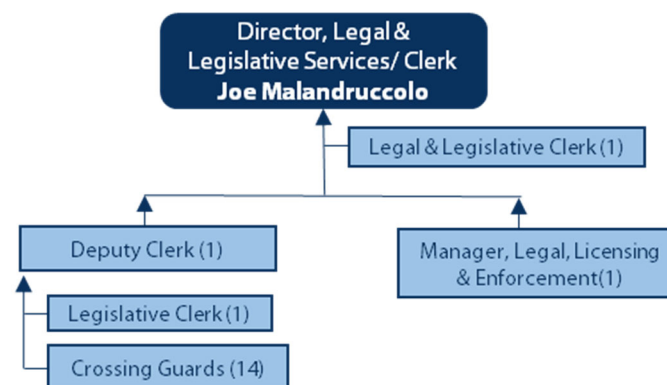 Director, Legal &
Legislative Services/ Clerk
Joe Malandruccolo
Legal & Legislative Clerk (1)
Deputy Clerk (1)
Manager, Legal, Licensing
& Enforcement(1)
Legislative Clerk (1)
Crossing Guards (14)